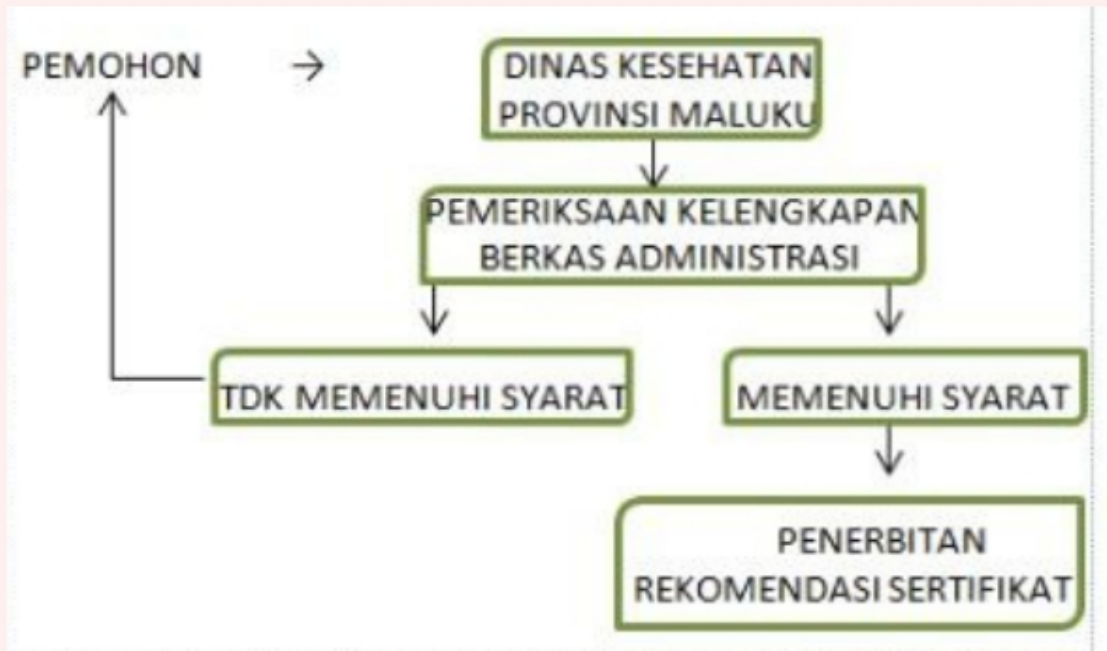 PEMOHON →
DINAS KESEHATAN
PROVINSI MALUKU
PEMERIKSAAN KELENGKAPAN
BERKAS ADMINISTRASI
TDK MEMENUHI SYARAT
MEMENUHI SYARAT
PENERBITAN
REKOMENDASI SERTIFIKAT